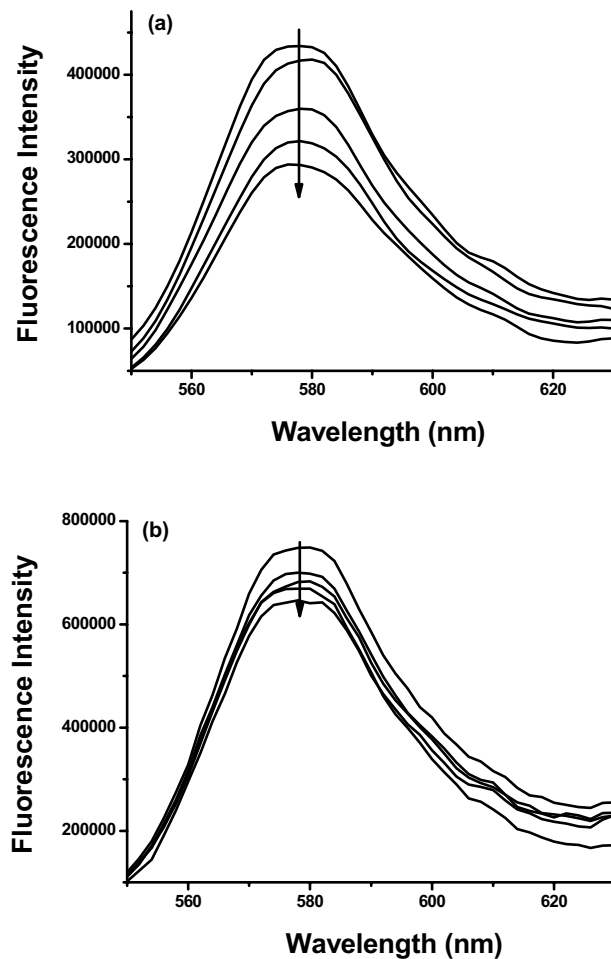 (a)
400000
300000
200000
100000
Fluorescence Intensity
560 580 600 620
Wavelength (nm)
(b)
800000
600000
400000
200000
Fluorescence Intensity
560 580 600 620
Wavelength (nm)